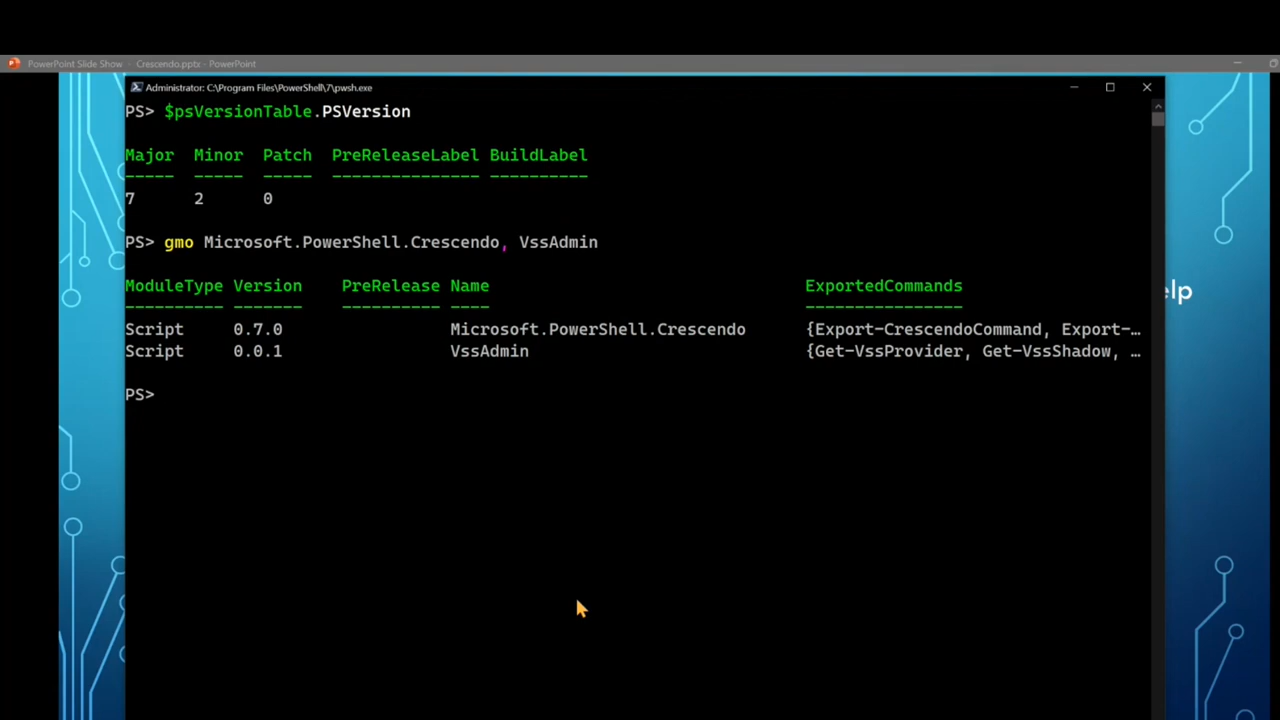 PowerPoint Slide Show - Crescendo.pptx - PowerPoint
Administrator: C:\Program Files\PowerShell\7\pwsh.exe
PS> $psVersionTable.PSVersion
Major Minor Patch PreReleaseLabel BuildLabel
----- ----- ----- --------------- ----------
7 2 0
PS> gmo Microsoft.PowerShell.Crescendo, VssAdmin
ModuleType Version PreRelease Name ExportedCommands
---------- ------- ---------- ---- ----------------
Script 0.7.0 Microsoft.PowerShell.Crescendo {Export-CrescendoCommand, Export-…
Script 0.0.1 VssAdmin {Get-VssProvider, Get-VssShadow, …
PS>
elp